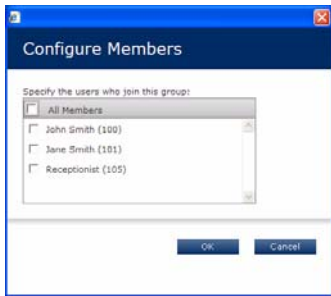 Configure Members
Specify the users who join this group:
All Members
John Smith (100)
Jane Smith (101)
Receptionist (105)
OK
Cancel